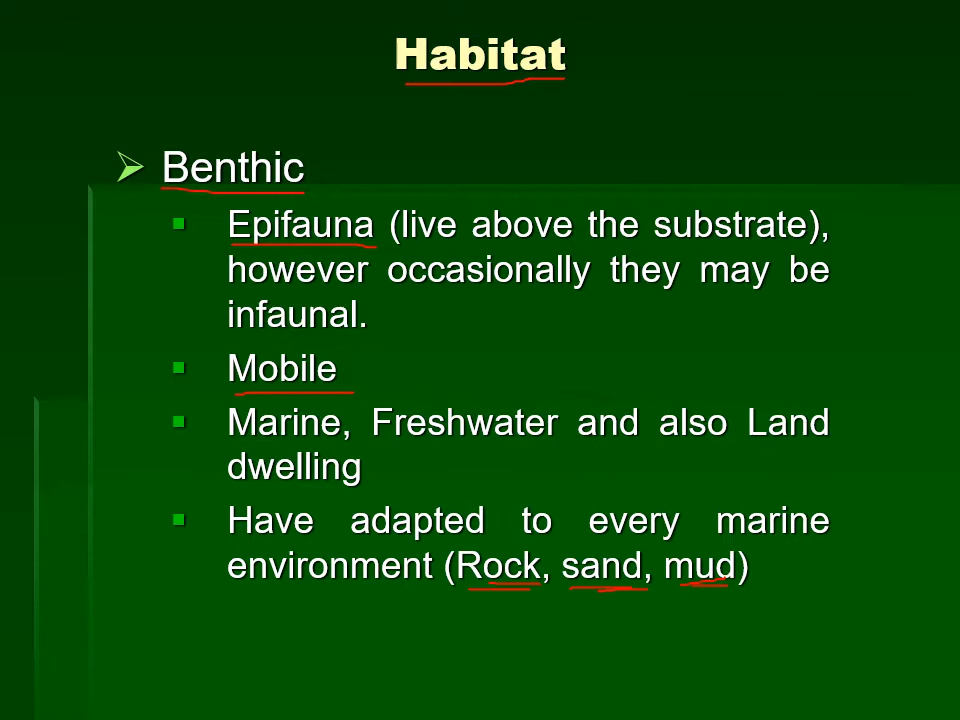 Habitat
Benthic
Epifauna (live above the substrate),
however occasionally they may be
infaunal.
Mobile
Marine, Freshwater and also Land
dwelling
Have adapted to every marine
environment (Rock, sand, mud)